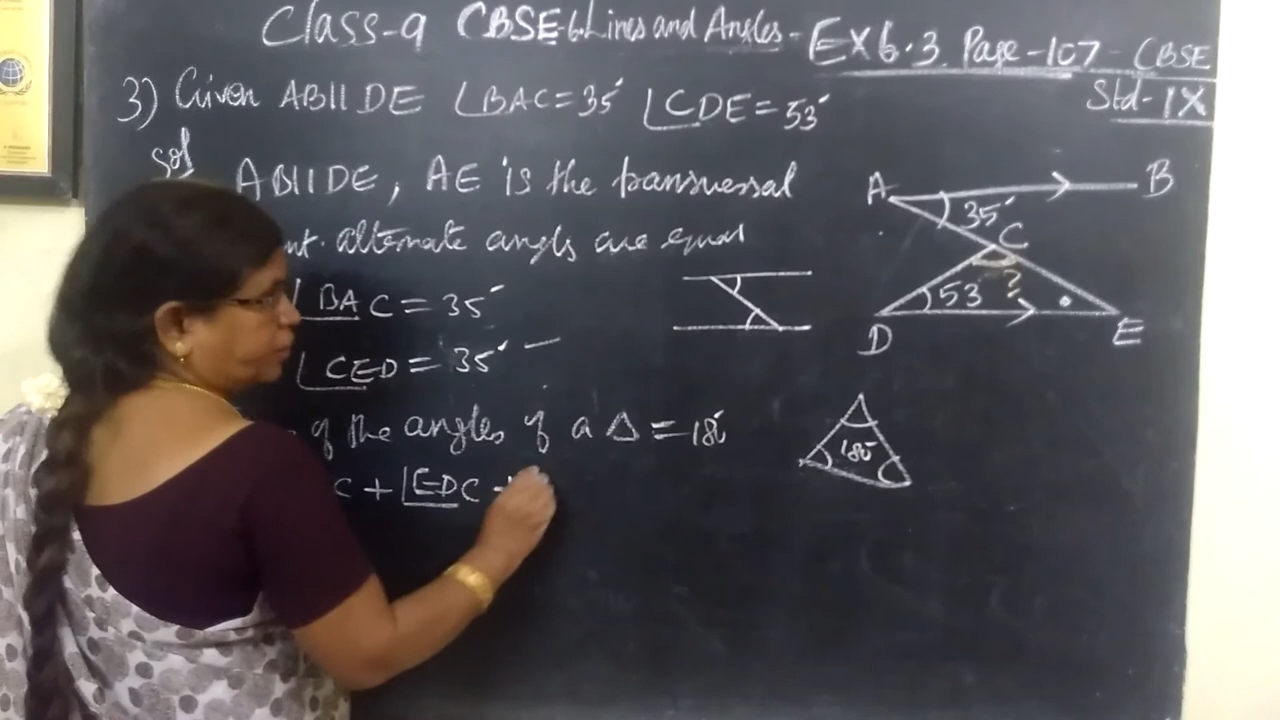 Class-9 CBSE-6.Lines and Angles - Ex 6.3. Page-107 - CBSE
Std-IX
3) Given AB||DE ∠BAC=35° ∠CDE=53°
Sol
AB||DE, AE is the transversal
alternate angles are equal
∠BAC=35°
∠CED=35°
of the angles of a Δ=180°
C+∠EDC+
A
B
35°
C
53
?
D
E
180°